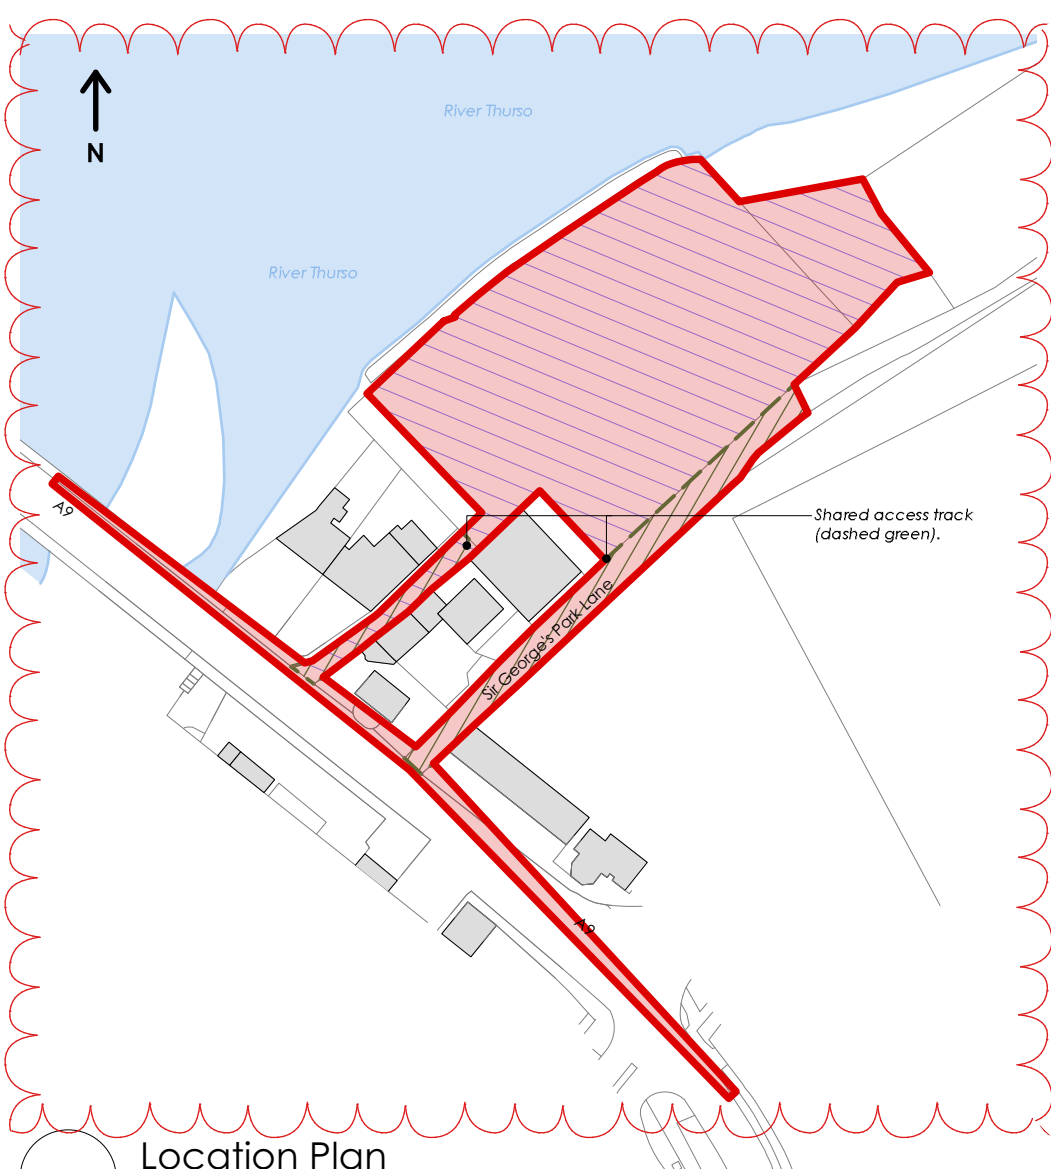 River Thurso
N
River Thurso
A9
Shared access track
(dashed green).
Sir George's Park Lane
A9
Location Plan